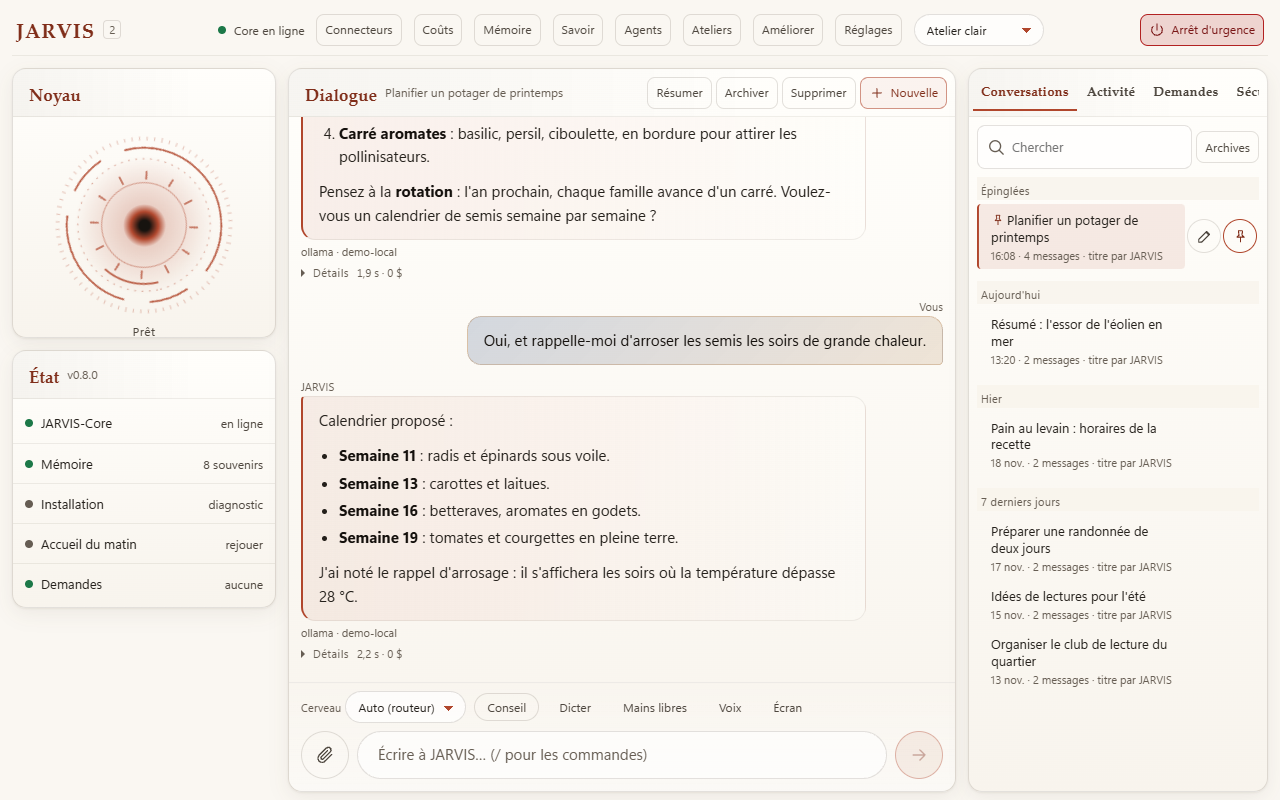 JARVIS 2
Core en ligne
Connecteurs
Coûts
Mémoire
Savoir
Agents
Ateliers
Améliorer
Réglages
Atelier clair
Arrêt d'urgence
Noyau
Prêt
État v0.8.0
JARVIS-Core en ligne
Mémoire 8 souvenirs
Installation diagnostic
Accueil du matin rejouer
Demandes aucune
Dialogue Planifier un potager de printemps
Résumer
Archiver
Supprimer
Nouvelle
4. Carré aromates : basilic, persil, ciboulette, en bordure pour attirer les
pollinisateurs.
Pensez à la rotation : l'an prochain, chaque famille avance d'un carré. Voulez-
vous un calendrier de semis semaine par semaine ?
ollama · demo-local
Détails 1,9 s · 0 $
Vous
Oui, et rappelle-moi d'arroser les semis les soirs de grande chaleur.
JARVIS
Calendrier proposé :
• Semaine 11 : radis et épinards sous voile.
• Semaine 13 : carottes et laitues.
• Semaine 16 : betteraves, aromates en godets.
• Semaine 19 : tomates et courgettes en pleine terre.
J'ai noté le rappel d'arrosage : il s'affichera les soirs où la température dépasse
28 °C.
ollama · demo-local
Détails 2,2 s · 0 $
Cerveau
Auto (routeur)
Conseil
Dicter
Mains libres
Voix
Écran
Écrire à JARVIS... (/ pour les commandes)
Conversations
Activité
Demandes
Chercher
Archives
Épinglées
Planifier un potager de
printemps
16:08 · 4 messages · titre par JARVIS
Aujourd'hui
Résumé : l'essor de l'éolien en
mer
13:20 · 2 messages · titre par JARVIS
Hier
Pain au levain : horaires de la
recette
18 nov. · 2 messages · titre par JARVIS
7 derniers jours
Préparer une randonnée de
deux jours
17 nov. · 2 messages · titre par JARVIS
Idées de lectures pour l'été
15 nov. · 2 messages · titre par JARVIS
Organiser le club de lecture du
quartier
13 nov. · 2 messages · titre par JARVIS